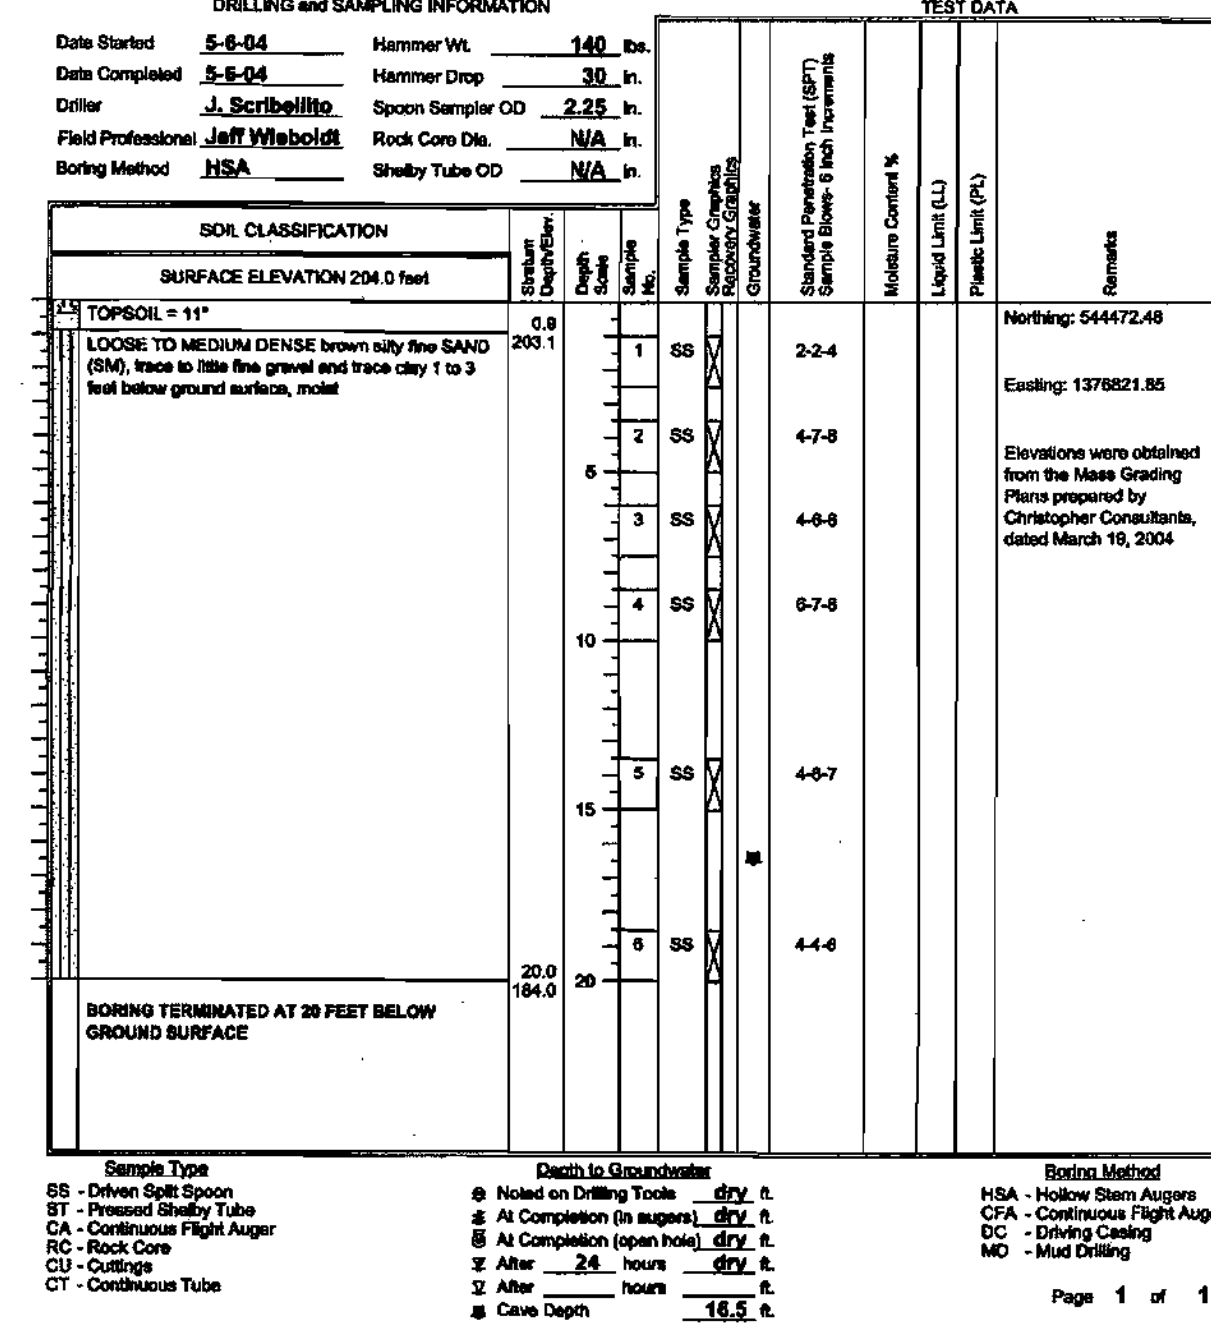 DRILLING and SAMPLING INFORMATION
TEST DATA
Date Started 5-6-04 Hammer Wt. 140 lbs.
Date Completed 5-6-04 Hammer Drop 30 in.
Driller J. Scribellito Spoon Sampler OD 2.25 in.
Field Professional Jeff Wieboldt Rock Core Dia. N/A in.
Boring Method HSA Shelby Tube OD N/A in.
SOIL CLASSIFICATION
SURFACE ELEVATION 204.0 feet
Stratum Depth/Elev.
Depth Scale
Sample No.
Sample Type
Sampler Graphics
Recovery Graphics
Groundwater
Standard Penetration Test (SPT)
Sample Blows- 6 inch Increments
Moisture Content %
Liquid Limit (LL)
Plastic Limit (PL)
Remarks
TOPSOIL = 11"
0.9
203.1
LOOSE TO MEDIUM DENSE brown silty fine SAND
(SM), trace to little fine gravel and trace clay 1 to 3
feet below ground surface, moist
1 SS 2-2-4
2 SS 4-7-8
5
3 SS 4-6-6
4 SS 6-7-8
10
5 SS 4-6-7
15
6 SS 4-4-6
20.0
184.0
20
BORING TERMINATED AT 20 FEET BELOW
GROUND SURFACE
Northing: 544472.48
Easting: 1376821.85
Elevations were obtained
from the Mass Grading
Plans prepared by
Christopher Consultants,
dated March 19, 2004
Sample Type
SS - Driven Split Spoon
ST - Pressed Shelby Tube
CA - Continuous Flight Auger
RC - Rock Core
CU - Cuttings
CT - Continuous Tube
Depth to Groundwater
Noted on Drilling Tools dry ft.
At Completion (in augers) dry ft.
At Completion (open hole) dry ft.
After 24 hours dry ft.
After hours ft.
Cave Depth 16.5 ft.
Boring Method
HSA - Hollow Stem Augers
CFA - Continuous Flight Aug
DC - Driving Casing
MD - Mud Drilling
Page 1 of 1